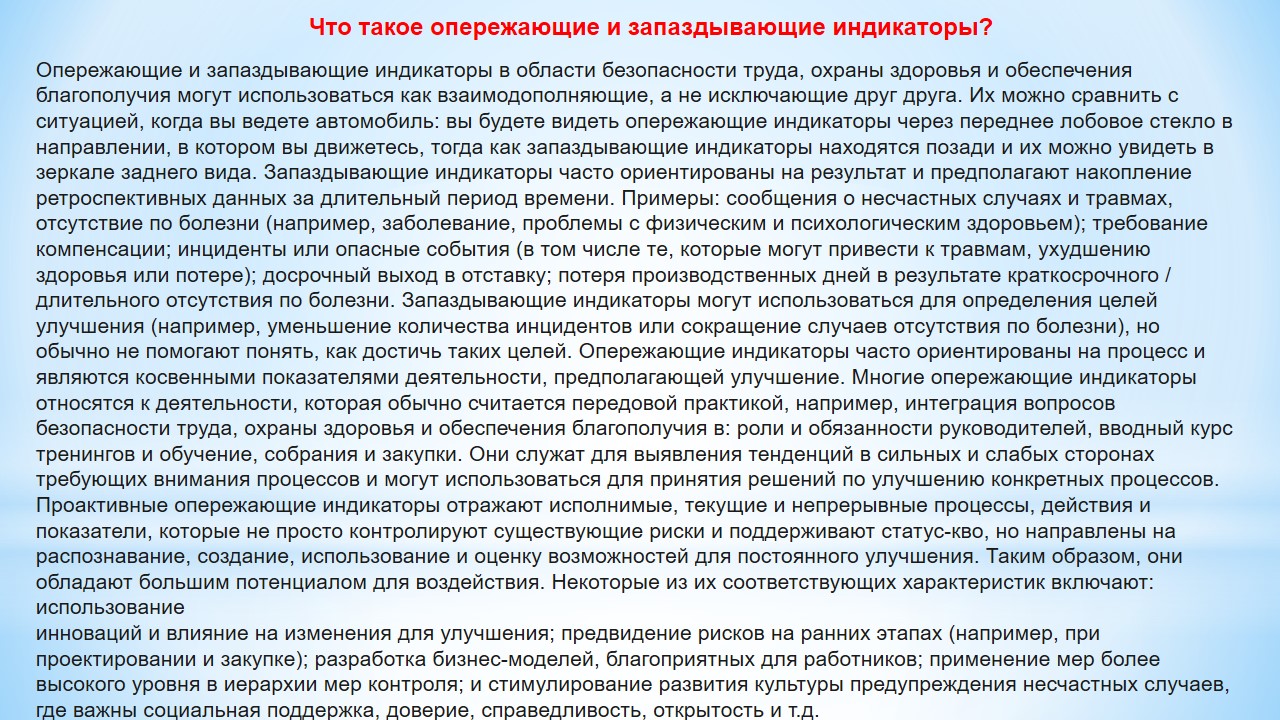 Что такое опережающие и запаздывающие индикаторы?
Опережающие и запаздывающие индикаторы в области безопасности труда, охраны здоровья и обеспечения
благополучия могут использоваться как взаимодополняющие, а не исключающие друг друга. Их можно сравнить с
ситуацией, когда вы ведете автомобиль: вы будете видеть опережающие индикаторы через переднее лобовое стекло в
направлении, в котором вы движетесь, тогда как запаздывающие индикаторы находятся позади и их можно увидеть в
зеркале заднего вида. Запаздывающие индикаторы часто ориентированы на результат и предполагают накопление
ретроспективных данных за длительный период времени. Примеры: сообщения о несчастных случаях и травмах,
отсутствие по болезни (например, заболевание, проблемы с физическим и психологическим здоровьем); требование
компенсации; инциденты или опасные события (в том числе те, которые могут привести к травмам, ухудшению
здоровья или потере); досрочный выход в отставку; потеря производственных дней в результате краткосрочного /
длительного отсутствия по болезни. Запаздывающие индикаторы могут использоваться для определения целей
улучшения (например, уменьшение количества инцидентов или сокращение случаев отсутствия по болезни), но
обычно не помогают понять, как достичь таких целей. Опережающие индикаторы часто ориентированы на процесс и
являются косвенными показателями деятельности, предполагающей улучшение. Многие опережающие индикаторы
относятся к деятельности, которая обычно считается передовой практикой, например, интеграция вопросов
безопасности труда, охраны здоровья и обеспечения благополучия в: роли и обязанности руководителей, вводный курс
тренингов и обучение, собрания и закупки. Они служат для выявления тенденций в сильных и слабых сторонах
требующих внимания процессов и могут использоваться для принятия решений по улучшению конкретных процессов.
Проактивные опережающие индикаторы отражают исполнимые, текущие и непрерывные процессы, действия и
показатели, которые не просто контролируют существующие риски и поддерживают статус-кво, но направлены на
распознавание, создание, использование и оценку возможностей для постоянного улучшения. Таким образом, они
обладают большим потенциалом для воздействия. Некоторые из их соответствующих характеристик включают:
использование
инноваций и влияние на изменения для улучшения; предвидение рисков на ранних этапах (например, при
проектировании и закупке); разработка бизнес-моделей, благоприятных для работников; применение мер более
высокого уровня в иерархии мер контроля; и стимулирование развития культуры предупреждения несчастных случаев,
где важны социальная поддержка, доверие, справедливость, открытость и т.д.